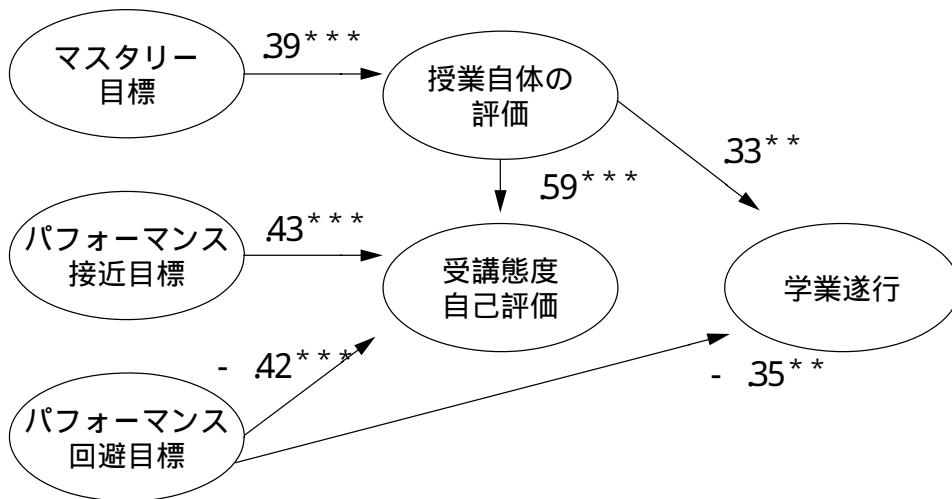 マスタリー
目標
.39***
授業自体の
評価
.33**
.59***
パフォーマンス
接近目標
.43***
受講態度
自己評価
学業遂行
- .42***
- .35**
パフォーマンス
回避目標